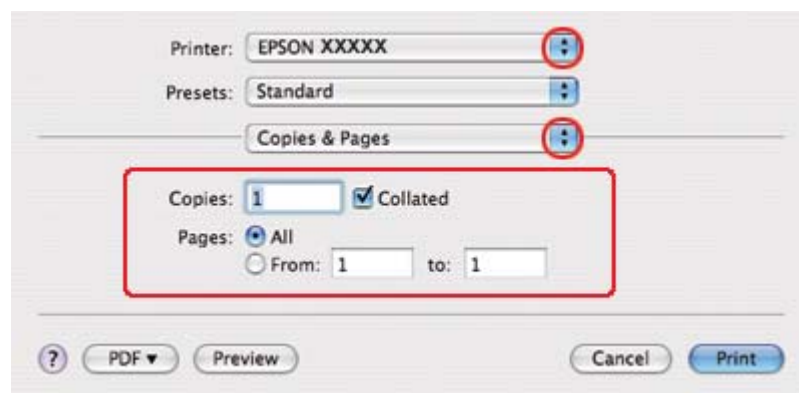 Printer: EPSON XXXXX
Presets: Standard
Copies & Pages
Copies: 1 Collated
Pages: All
From: 1 to: 1
? PDF ▼ Preview Cancel Print